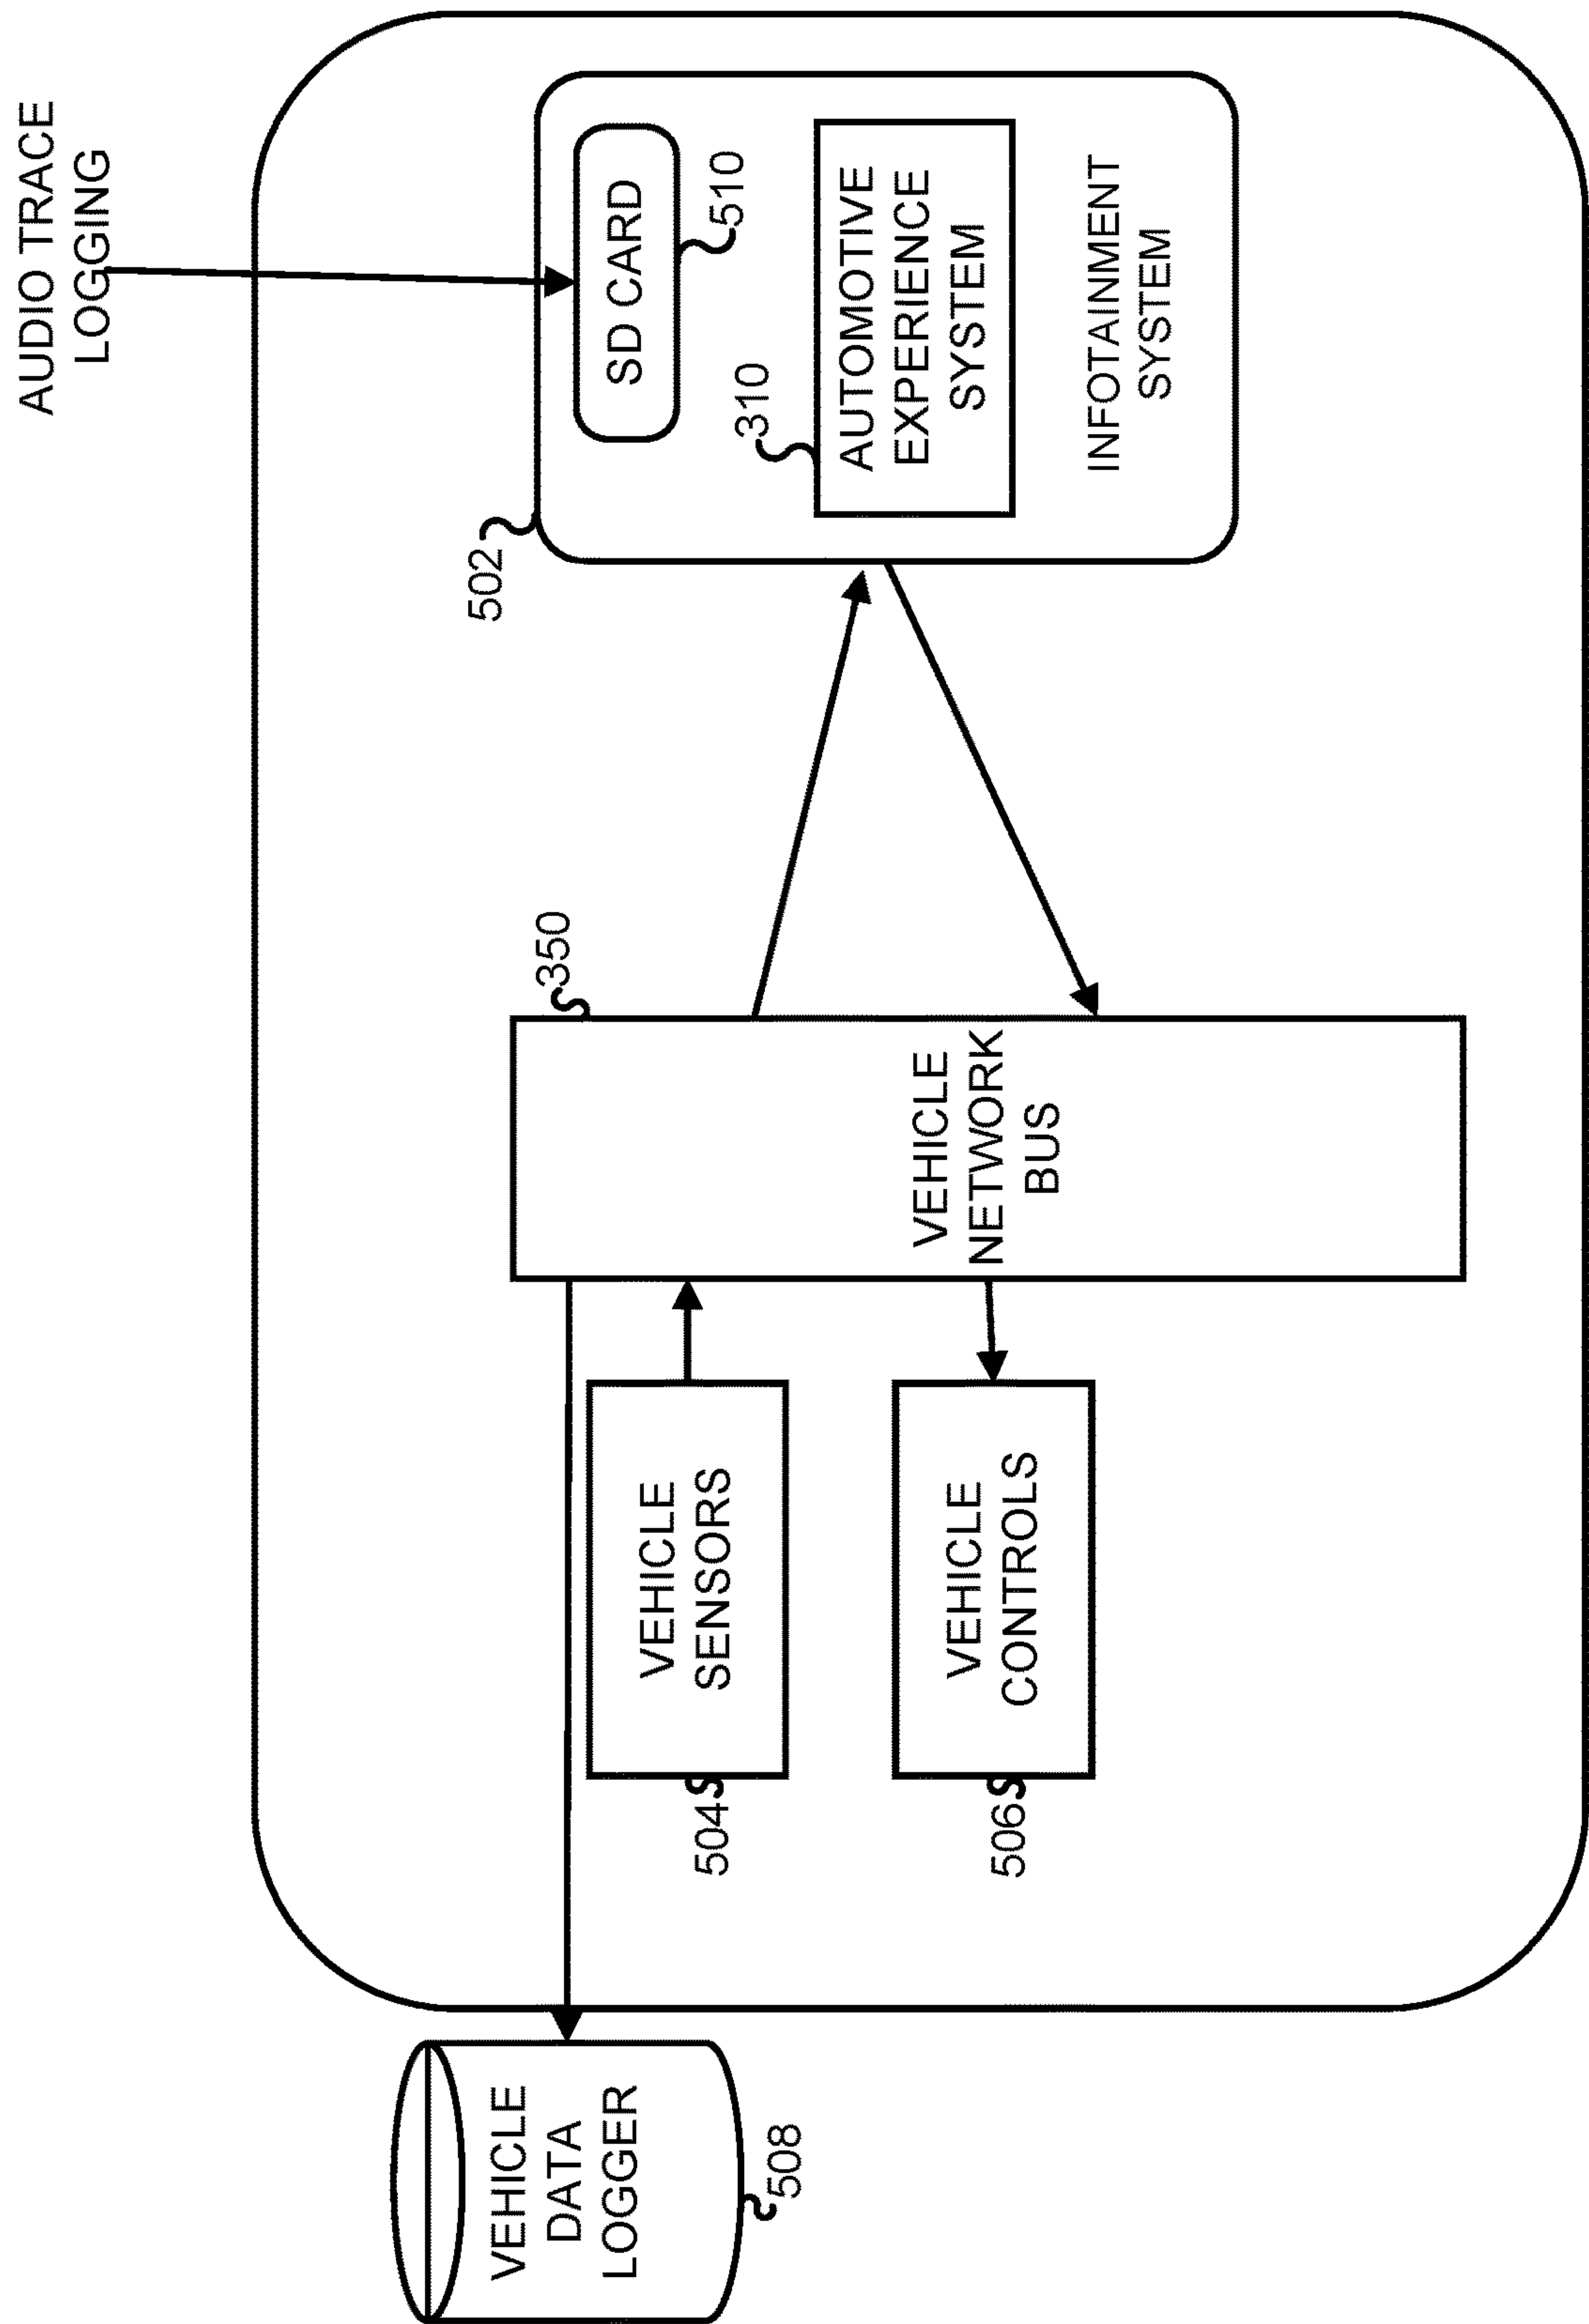 AUDIO TRACE
LOGGING
SD CARD
510
502
310
AUTOMOTIVE
EXPERIENCE
SYSTEM
INFOTAINMENT
SYSTEM
350
VEHICLE
NETWORK
BUS
VEHICLE
SENSORS
504
VEHICLE
CONTROLS
506
VEHICLE
DATA
LOGGER
508